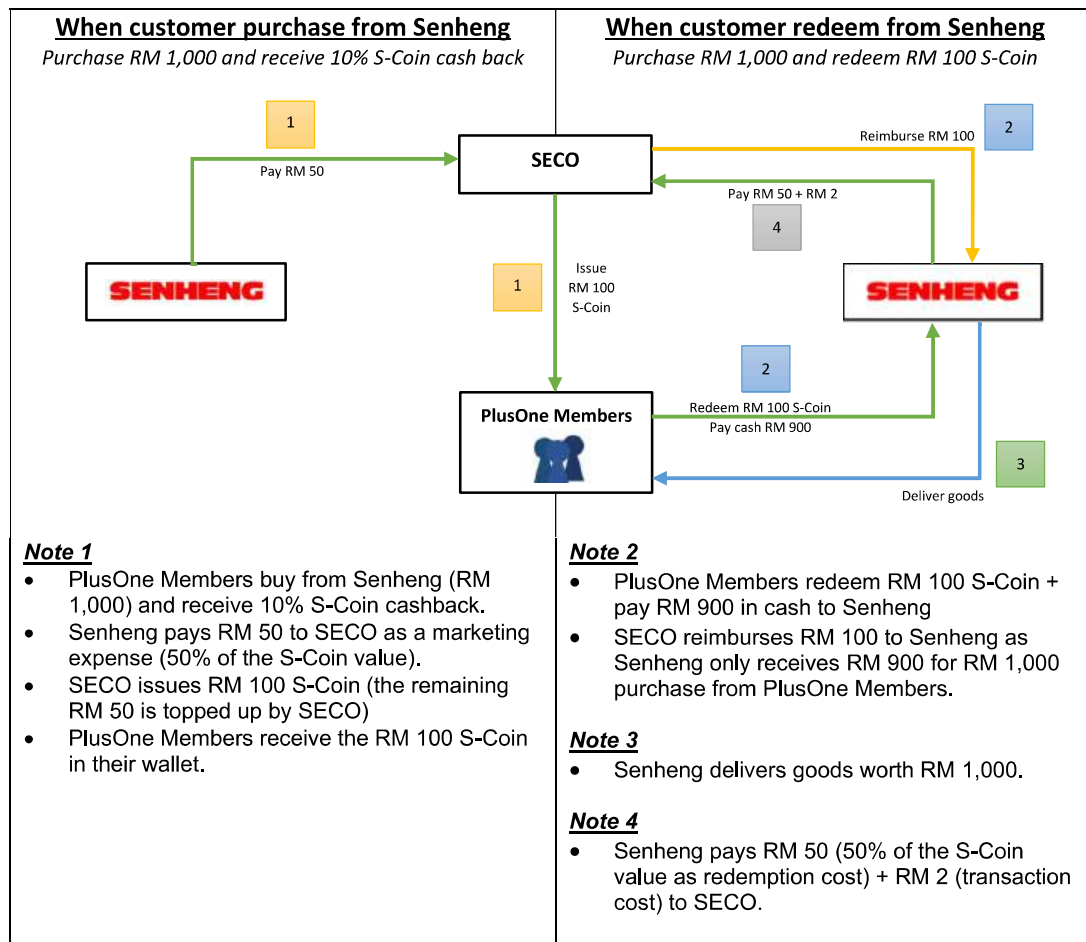 When customer purchase from Senheng
Purchase RM 1,000 and receive 10% S-Coin cash back
When customer redeem from Senheng
Purchase RM 1,000 and redeem RM 100 S-Coin
1
Pay RM 50
SECO
Reimburse RM 100
2
Pay RM 50 + RM 2
4
SENHENG
1
Issue
RM 100
S-Coin
SENHENG
2
PlusOne Members
Redeem RM 100 S-Coin
Pay cash RM 900
3
Deliver goods
Note 1
• PlusOne Members buy from Senheng (RM
1,000) and receive 10% S-Coin cashback.
• Senheng pays RM 50 to SECO as a marketing
expense (50% of the S-Coin value).
• SECO issues RM 100 S-Coin (the remaining
RM 50 is topped up by SECO)
• PlusOne Members receive the RM 100 S-Coin
in their wallet.
Note 2
• PlusOne Members redeem RM 100 S-Coin +
pay RM 900 in cash to Senheng
• SECO reimburses RM 100 to Senheng as
Senheng only receives RM 900 for RM 1,000
purchase from PlusOne Members.
Note 3
• Senheng delivers goods worth RM 1,000.
Note 4
• Senheng pays RM 50 (50% of the S-Coin
value as redemption cost) + RM 2 (transaction
cost) to SECO.